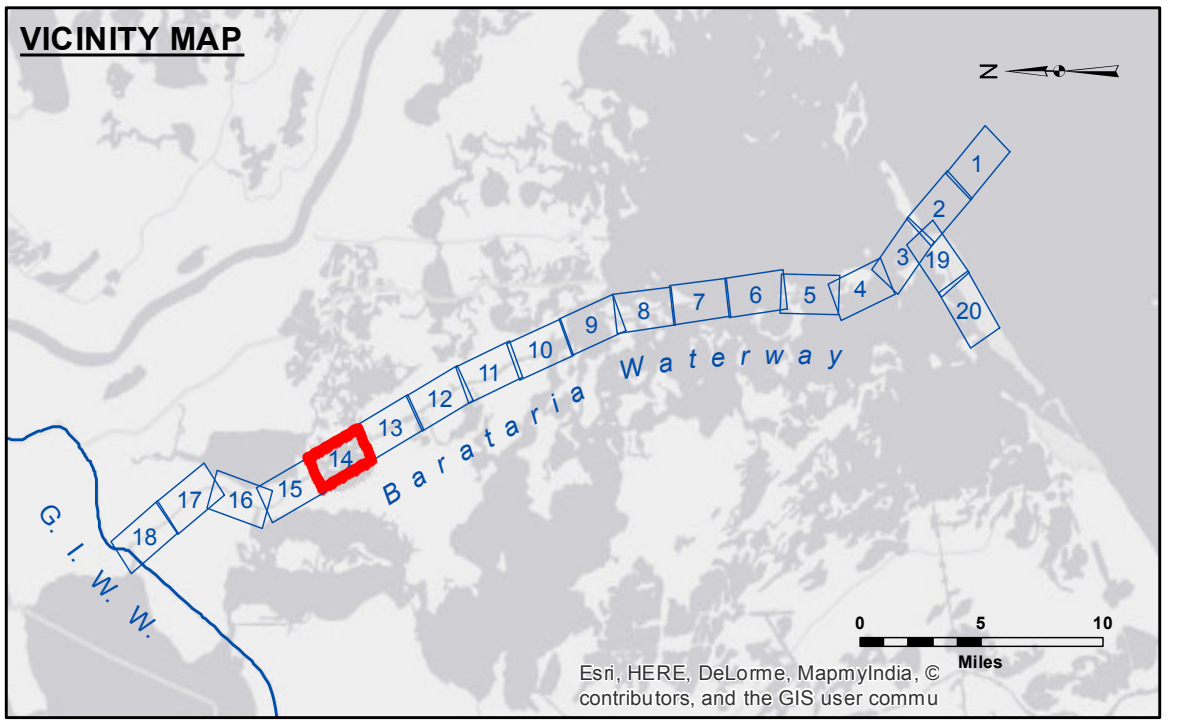 VICINITY MAP
N
1
2
3
19
20
4
5
6
7
8
9
10
11
12
13
14
15
16
17
18
Barataria Waterway
G. I. W. W.
0 5 10
Miles
Esri, HERE, DeLorme, MapmyIndia, ©
contributors, and the GIS user commu